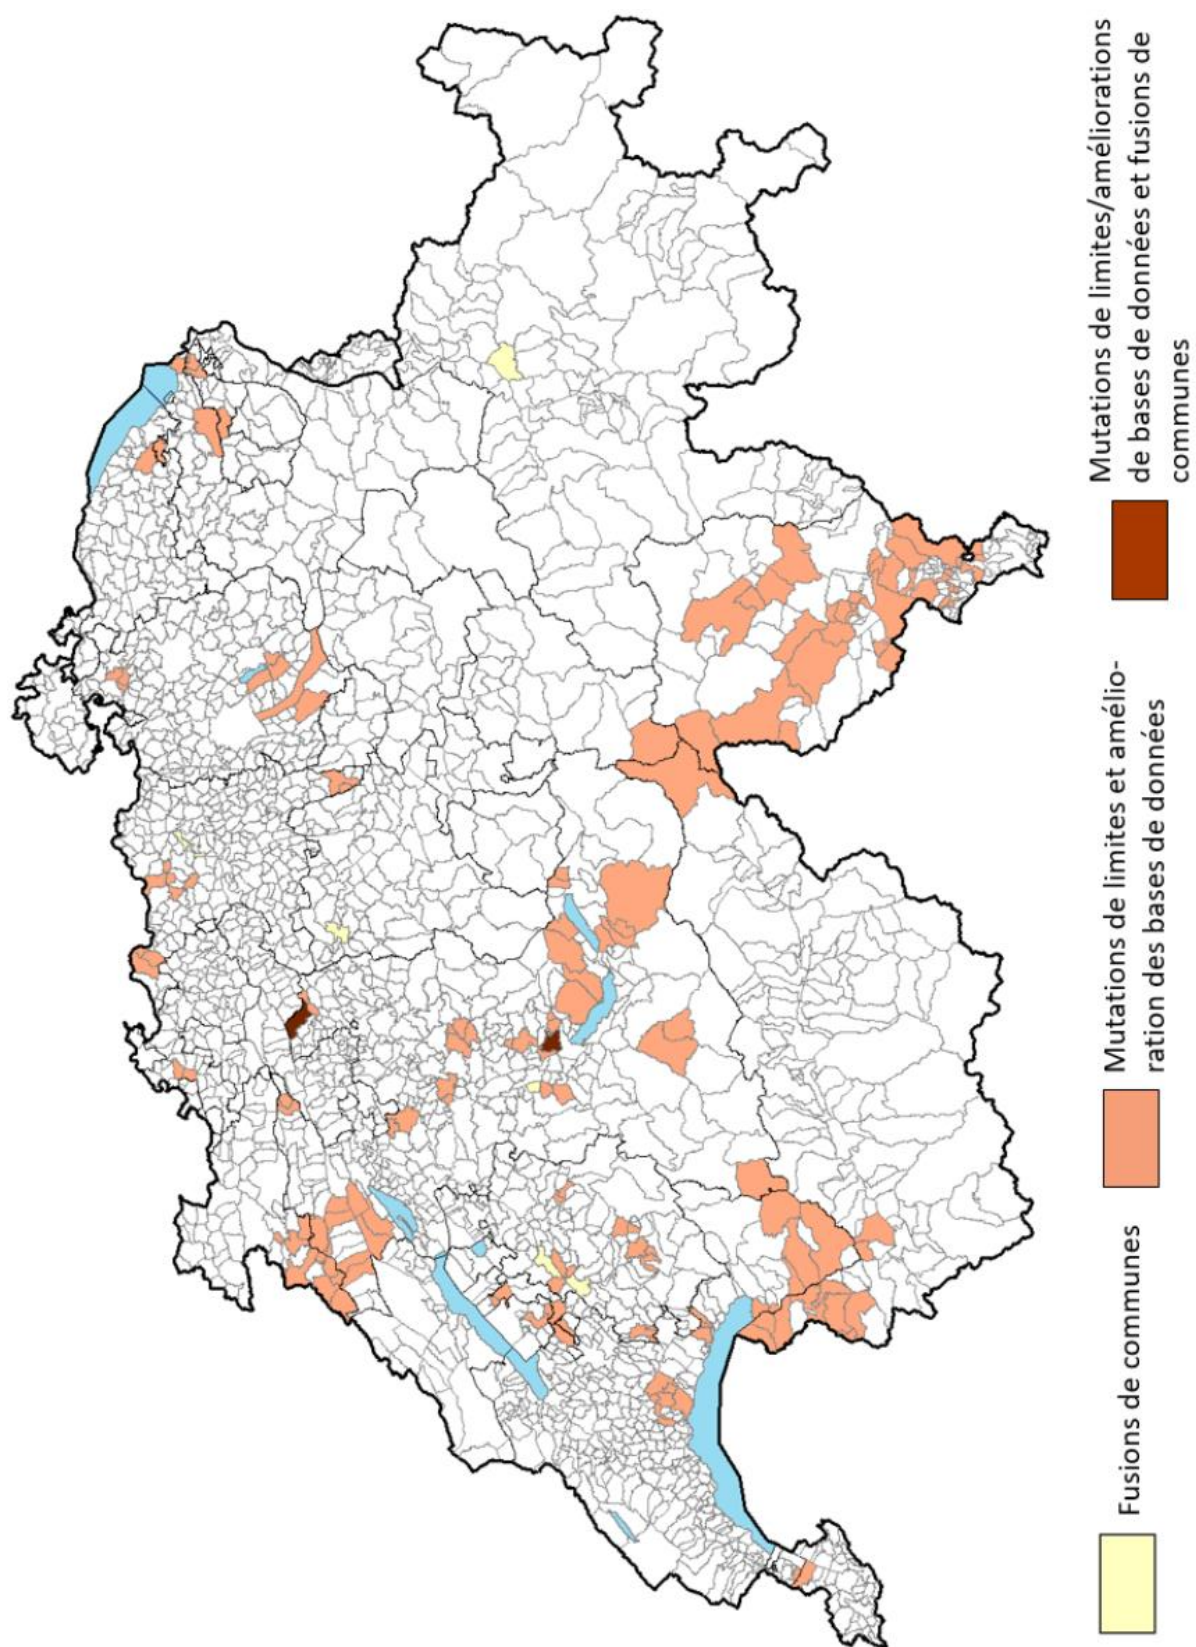 Fusions de communes
Mutations de limites et amélio-
ration des bases de données
Mutations de limites/améliorations
de bases de données et fusions de
communes